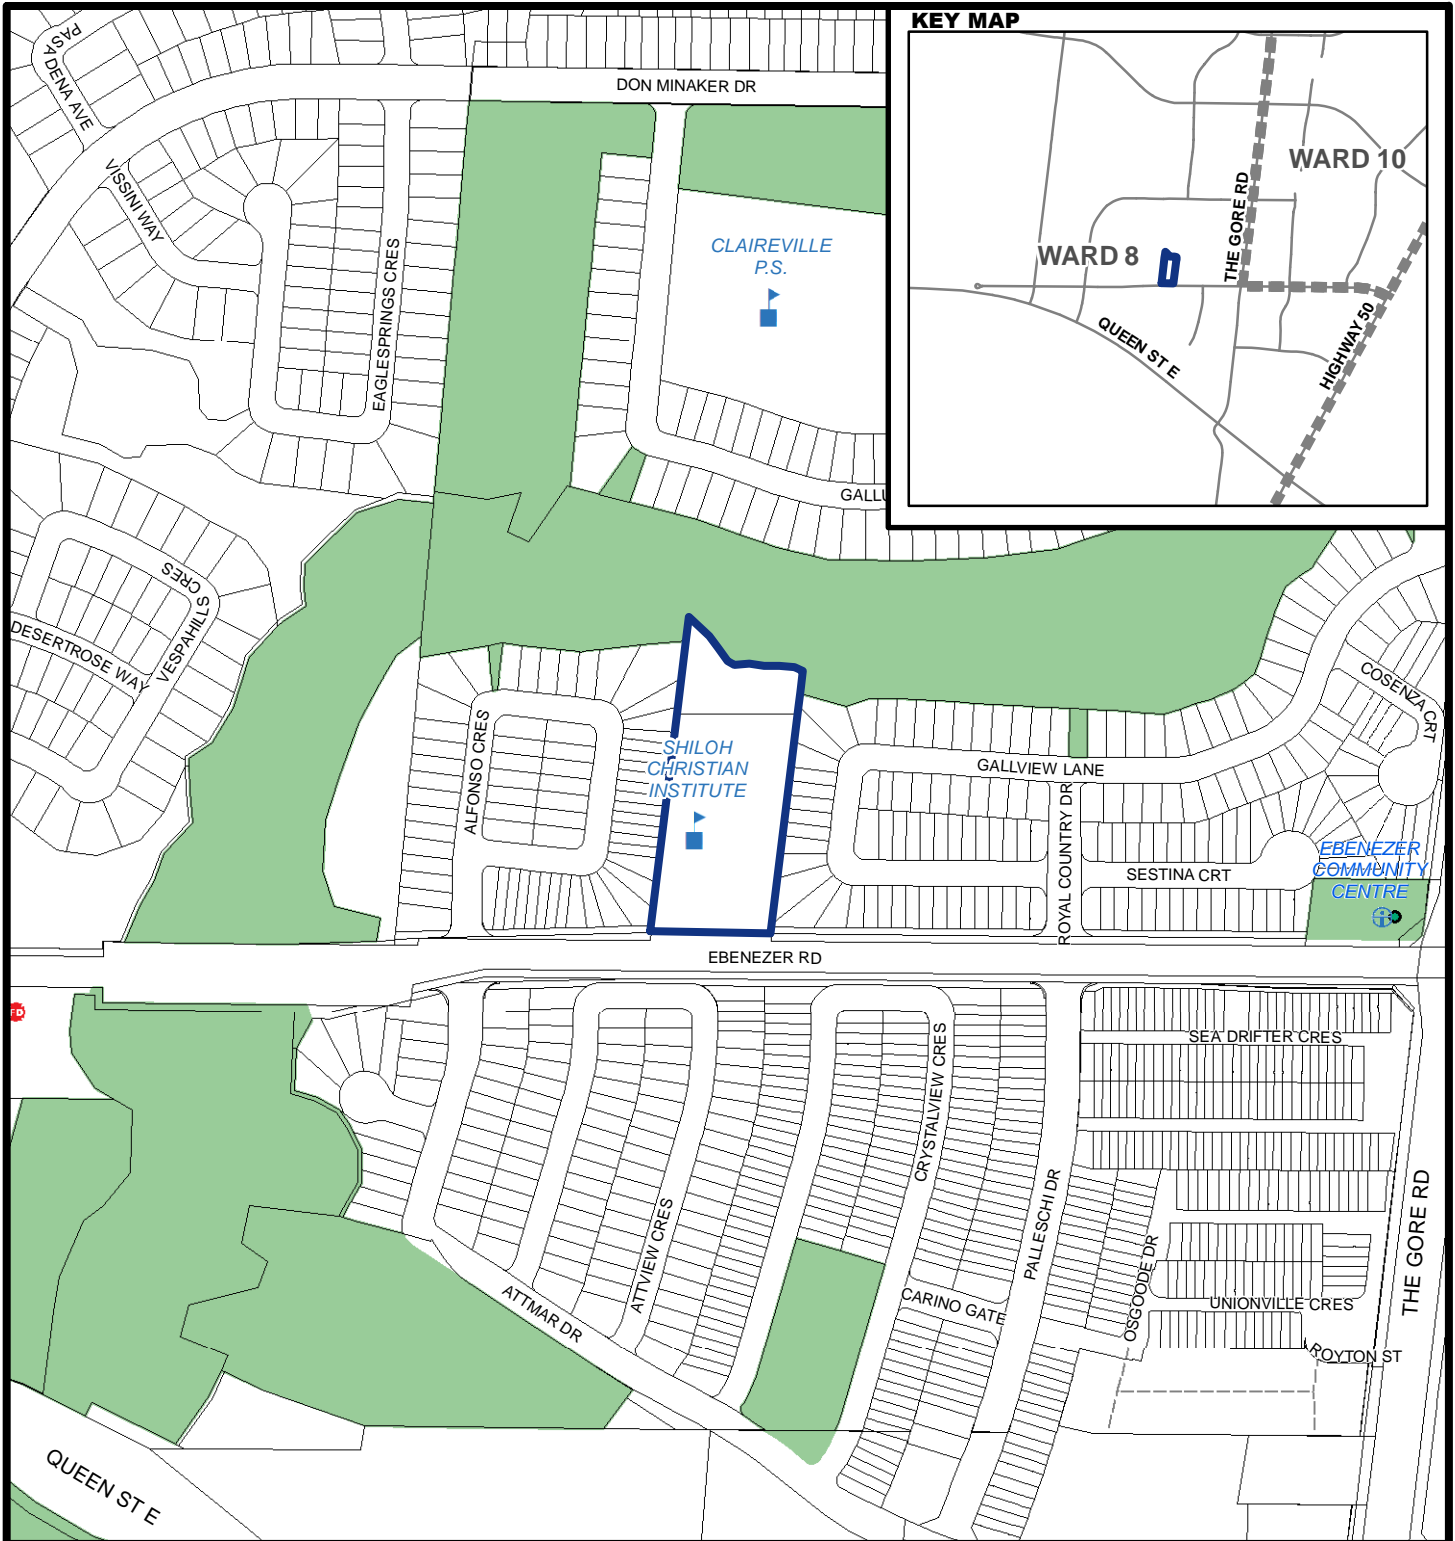 KEY MAP
WARD 10
WARD 8
THE GORE RD
QUEEN ST E
HIGHWAY 50
PASADENA AVE
DON MINAKER DR
VISSINI WAY
EAGLESPRINGS CRES
CLAIREVILLE
P.S.
GALLU
VESPAHILLS CRES
DESERTROSE WAY
COSENZA CRT
ALFONSO CRES
SHILOH
CHRISTIAN
INSTITUTE
GALLVIEW LANE
ROYAL COUNTRY DR
SESTINA CRT
EBENEZER
COMMUNITY
CENTRE
EBENEZER RD
FD
SEA DRIFTER CRES
CRYSTALVIEW CRES
PALLESCHI DR
ATTVIEW CRES
ATTMAR DR
CARINO GATE
OSGOODE DR
UNIONVILLE CRES
ROYTON ST
THE GORE RD
QUEEN ST E